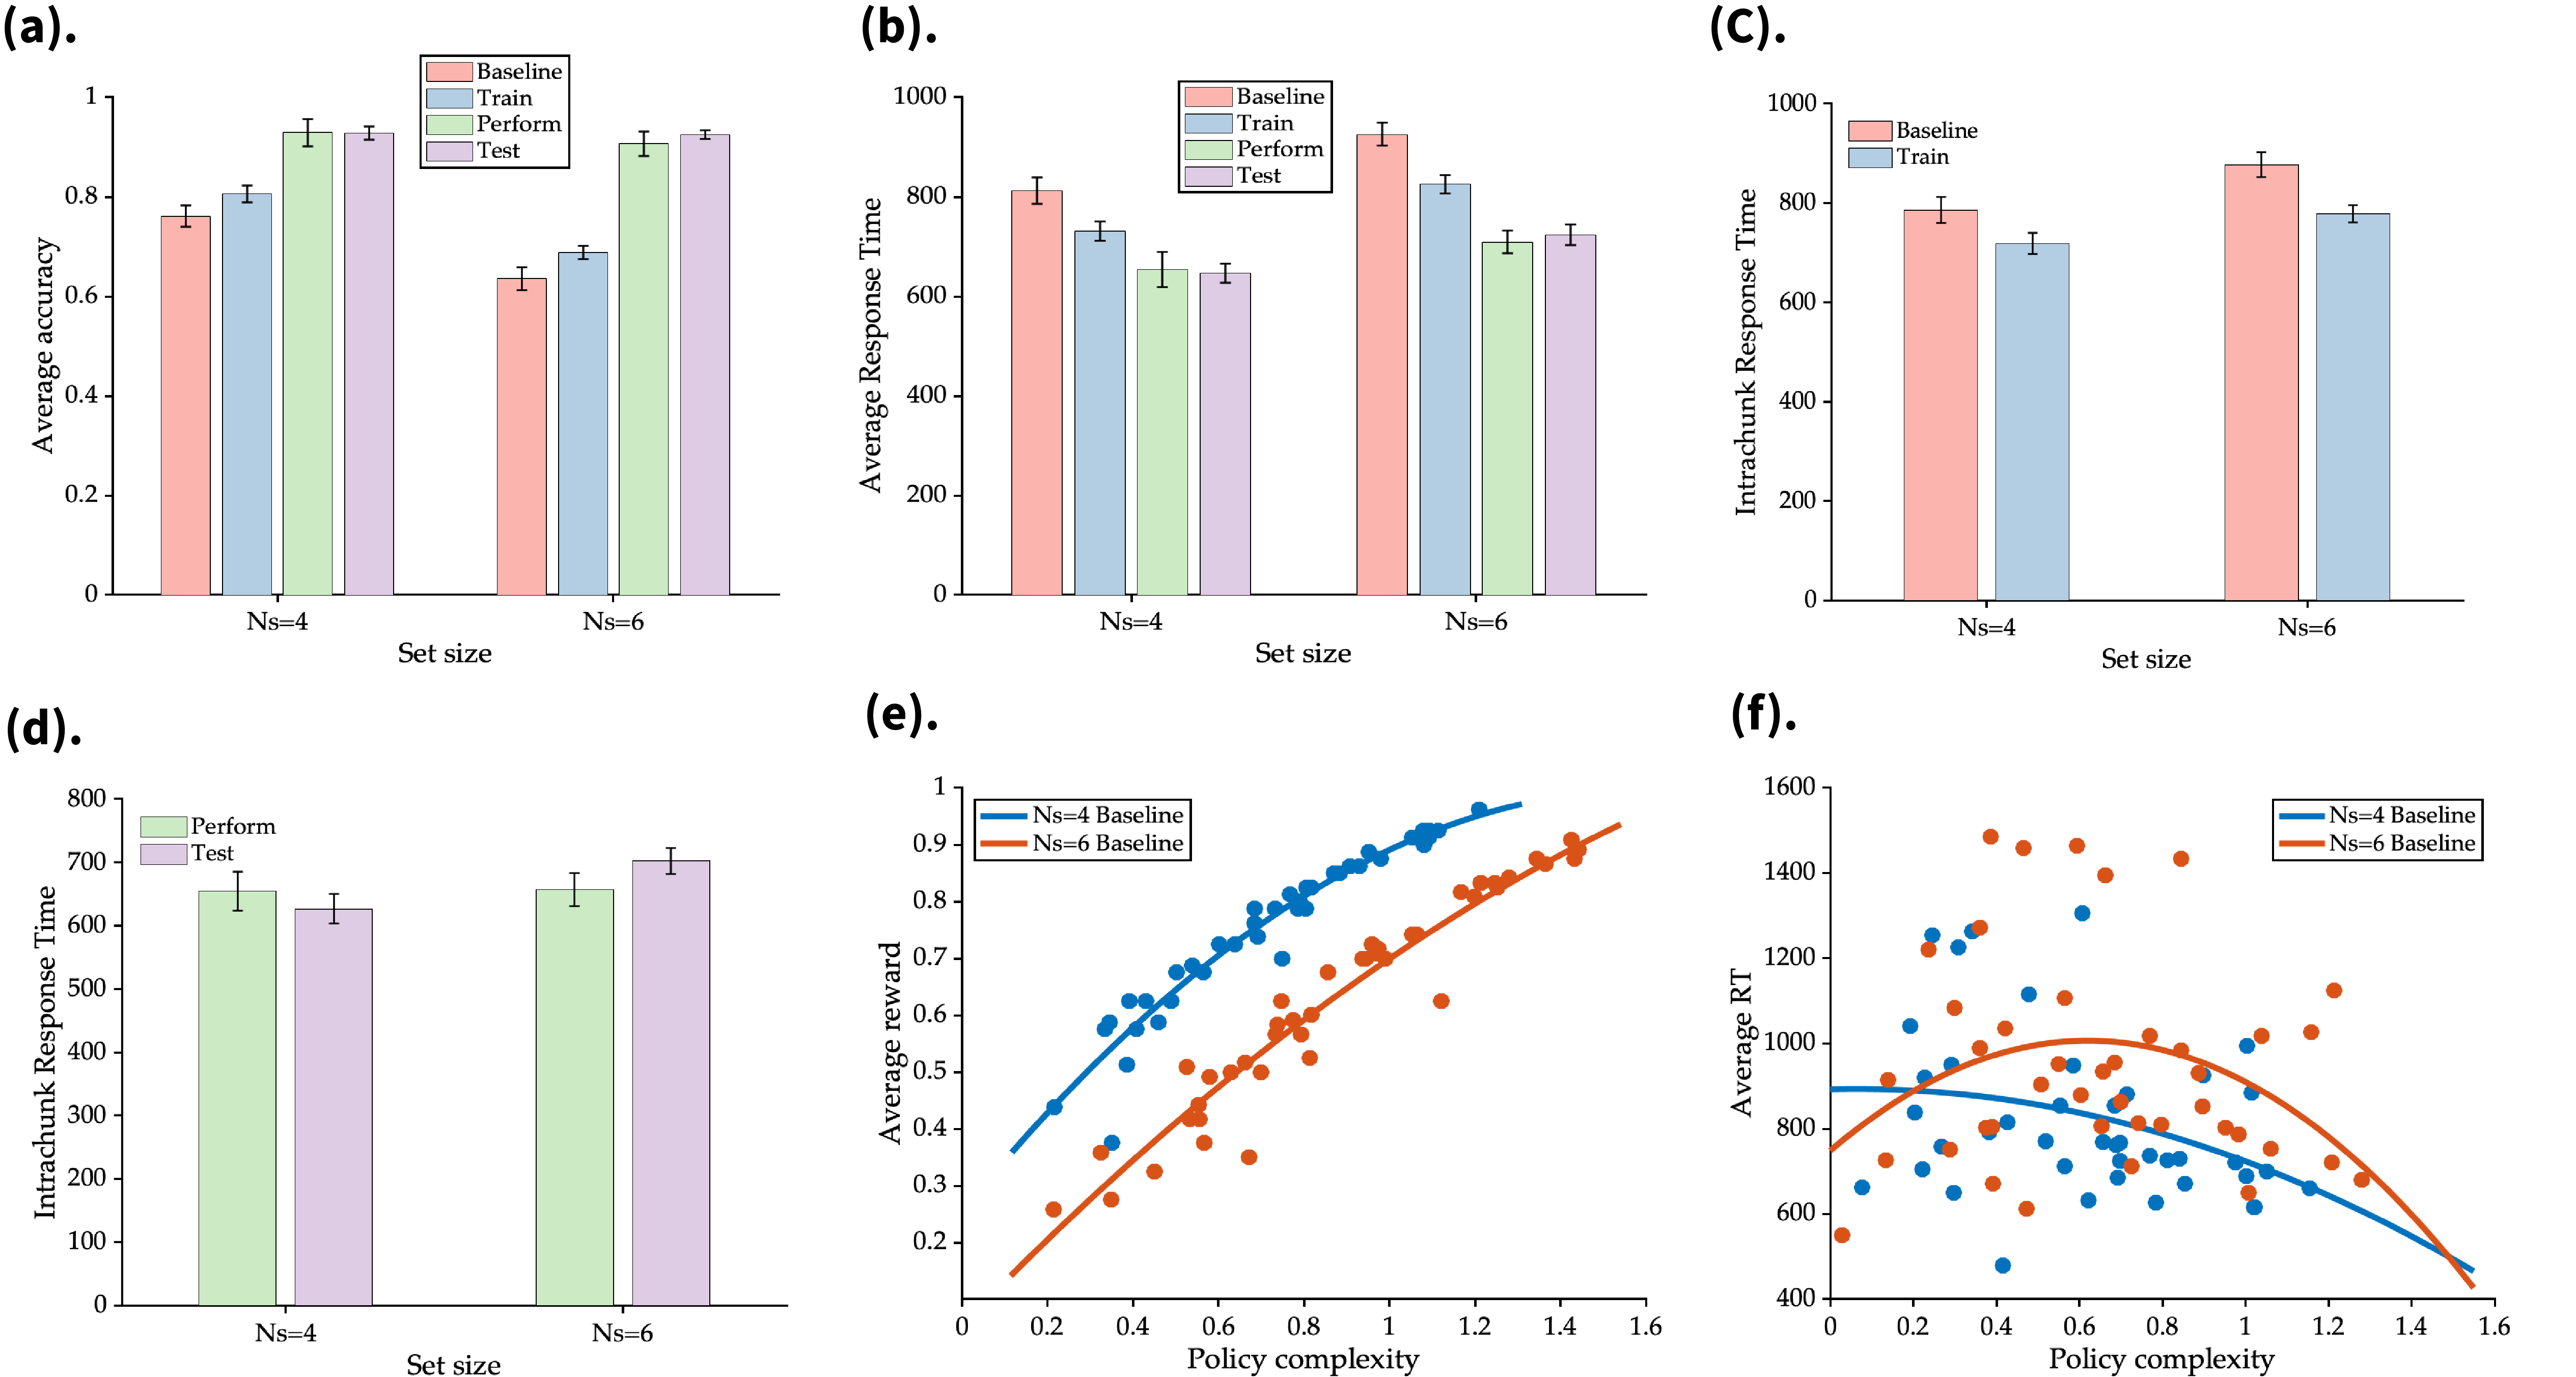 (a).
Baseline
Train
Perform
Test
1
0.8
0.6
0.4
0.2
0
Average accuracy
Ns=4
Ns=6
Set size
(b).
Baseline
Train
Perform
Test
1000
800
600
400
200
0
Average Response Time
Ns=4
Ns=6
Set size
(C).
Baseline
Train
1000
800
600
400
200
0
Intrachunk Response Time
Ns=4
Ns=6
Set size
(d).
Perform
Test
800
700
600
500
400
300
200
100
0
Intrachunk Response Time
Ns=4
Ns=6
Set size
(e).
Ns=4 Baseline
Ns=6 Baseline
1
0.9
0.8
0.7
0.6
0.5
0.4
0.3
0.2
Average reward
0 0.2 0.4 0.6 0.8 1 1.2 1.4 1.6
Policy complexity
(f).
Ns=4 Baseline
Ns=6 Baseline
1600
1400
1200
1000
800
600
400
Average RT
0 0.2 0.4 0.6 0.8 1 1.2 1.4 1.6
Policy complexity